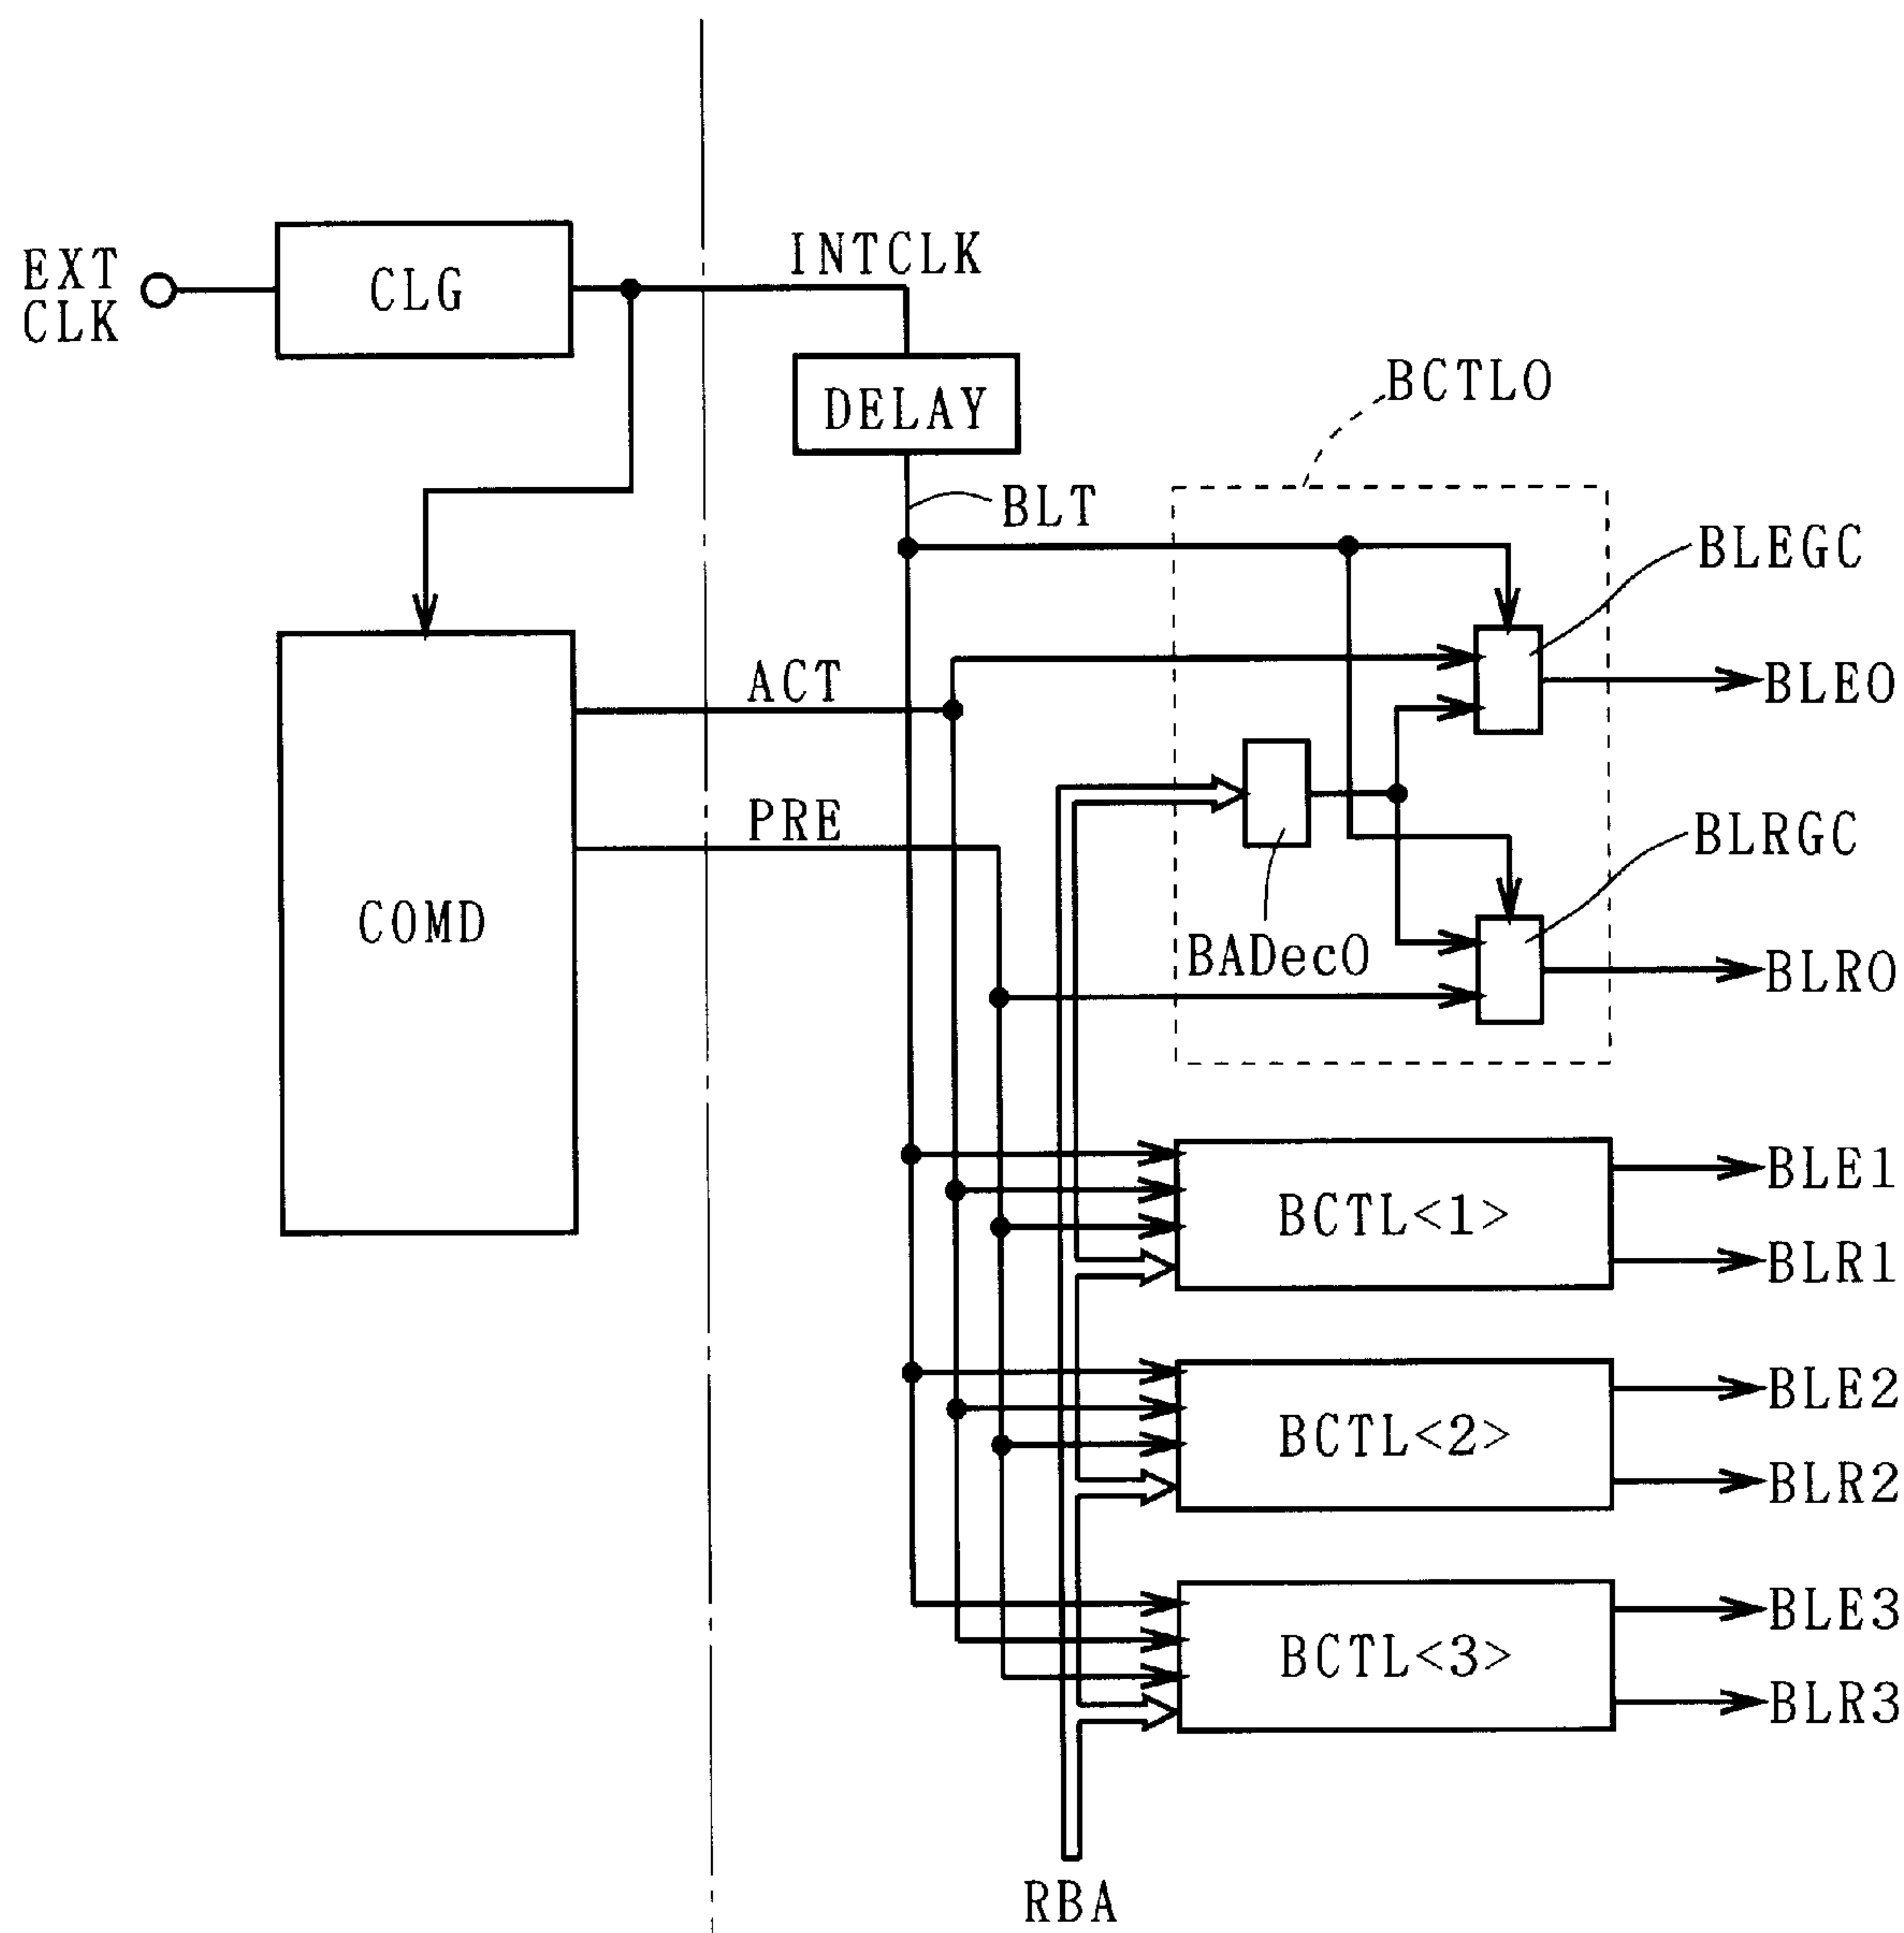 EXT
CLK
CLG
INTCLK
DELAY
BCTL0
BLT
BLEGC
BLE0
ACT
PRE
BLRGC
COMD
BADec0
BLR0
BLE1
BCTL<1>
BLR1
BLE2
BCTL<2>
BLR2
BLE3
BCTL<3>
BLR3
RBA